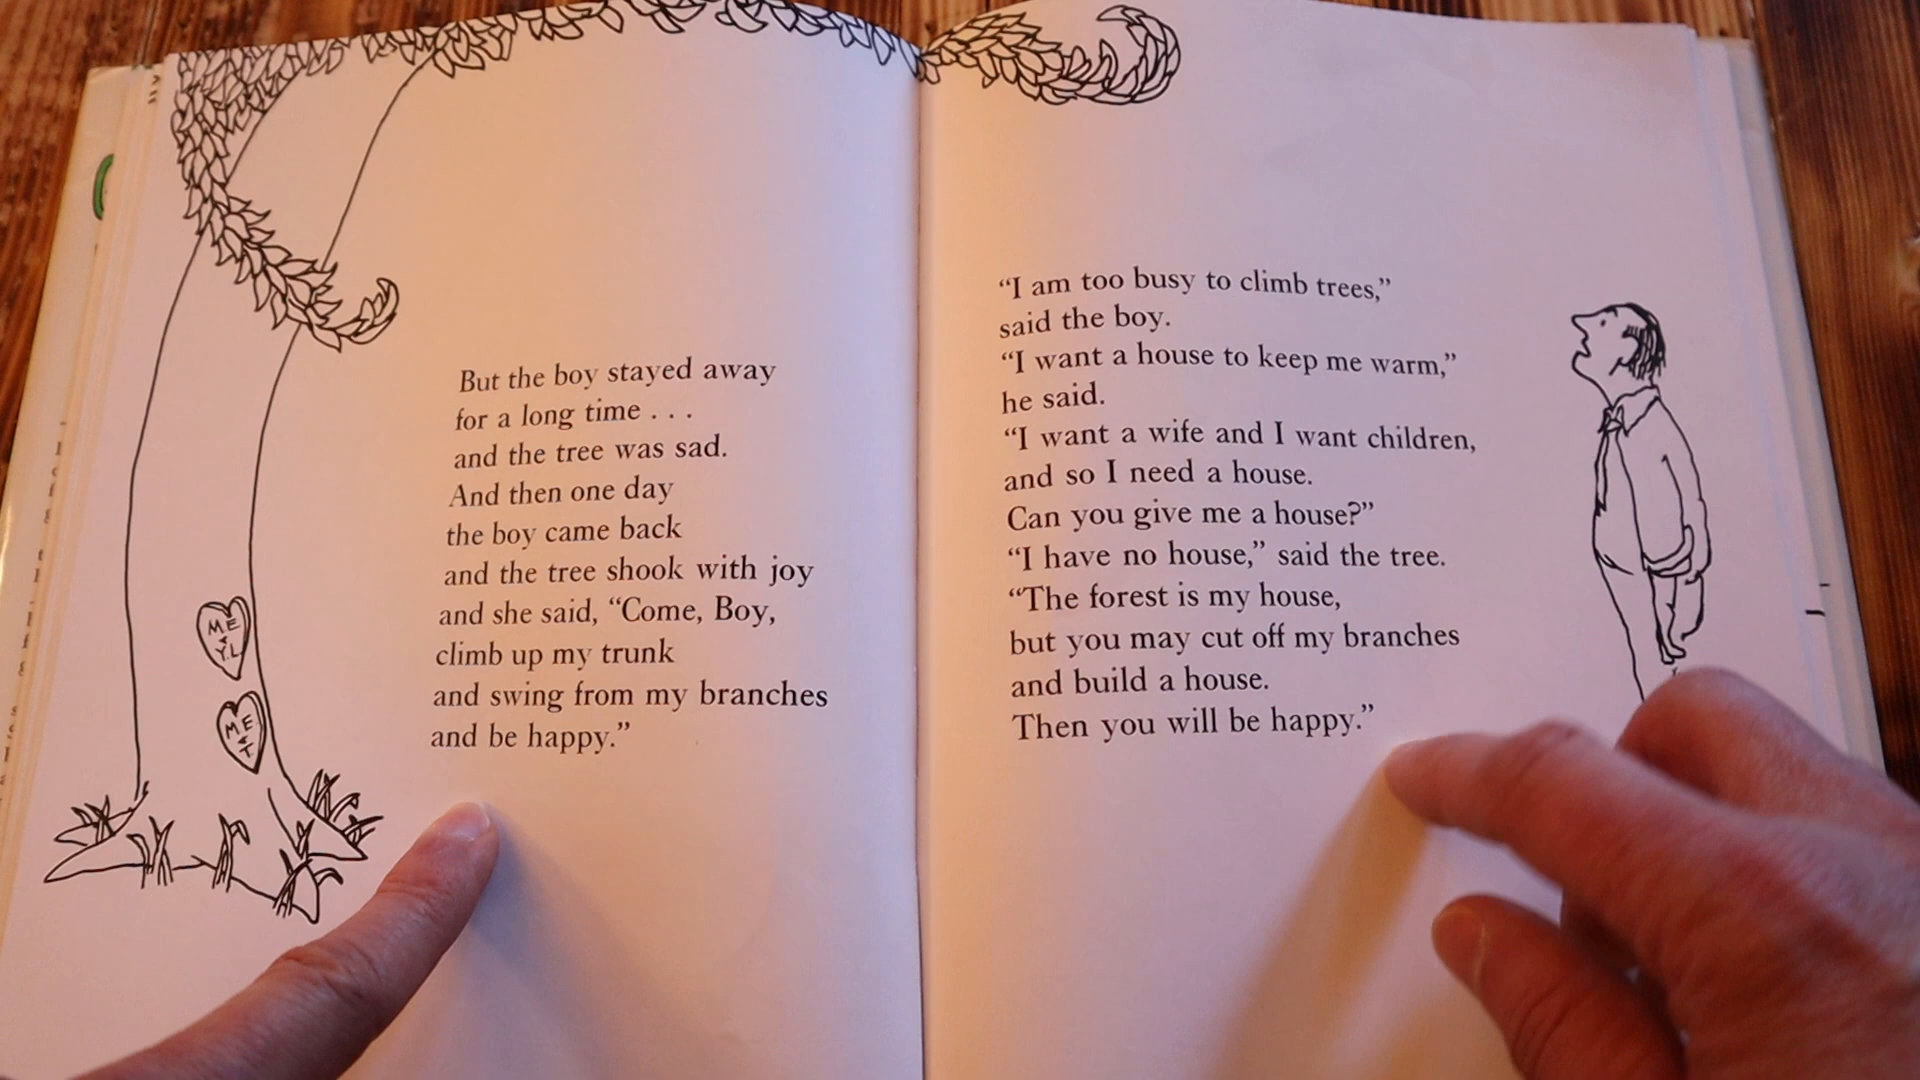 But the boy stayed away
for a long time . . .
and the tree was sad.
And then one day
the boy came back
and the tree shook with joy
and she said, “Come, Boy,
climb up my trunk
and swing from my branches
and be happy.”
ME
+
Y.L.
ME
+
T.
“I am too busy to climb trees,”
said the boy.
“I want a house to keep me warm,”
he said.
“I want a wife and I want children,
and so I need a house.
Can you give me a house?”
“I have no house,” said the tree.
“The forest is my house,
but you may cut off my branches
and build a house.
Then you will be happy.”